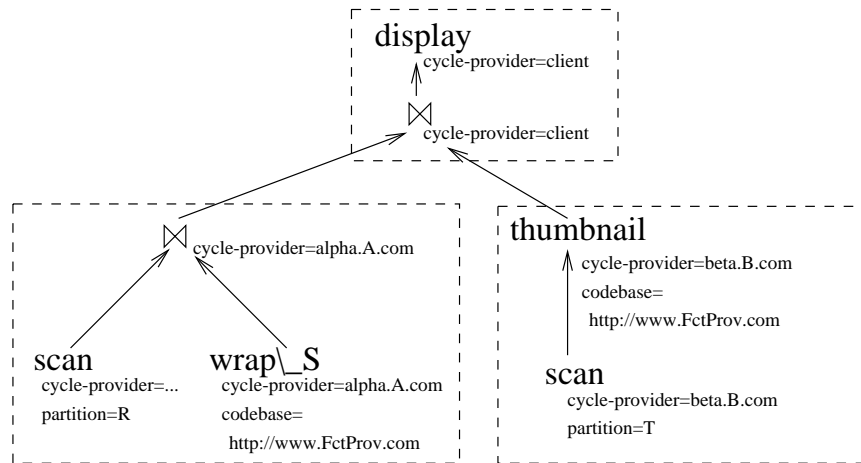 display
cycle-provider=client
cycle-provider=client
cycle-provider=alpha.A.com
scan
cycle-provider=...
partition=R
wrap\_S
cycle-provider=alpha.A.com
codebase=
http://www.FctProv.com
thumbnail
cycle-provider=beta.B.com
codebase=
http://www.FctProv.com
scan
cycle-provider=beta.B.com
partition=T